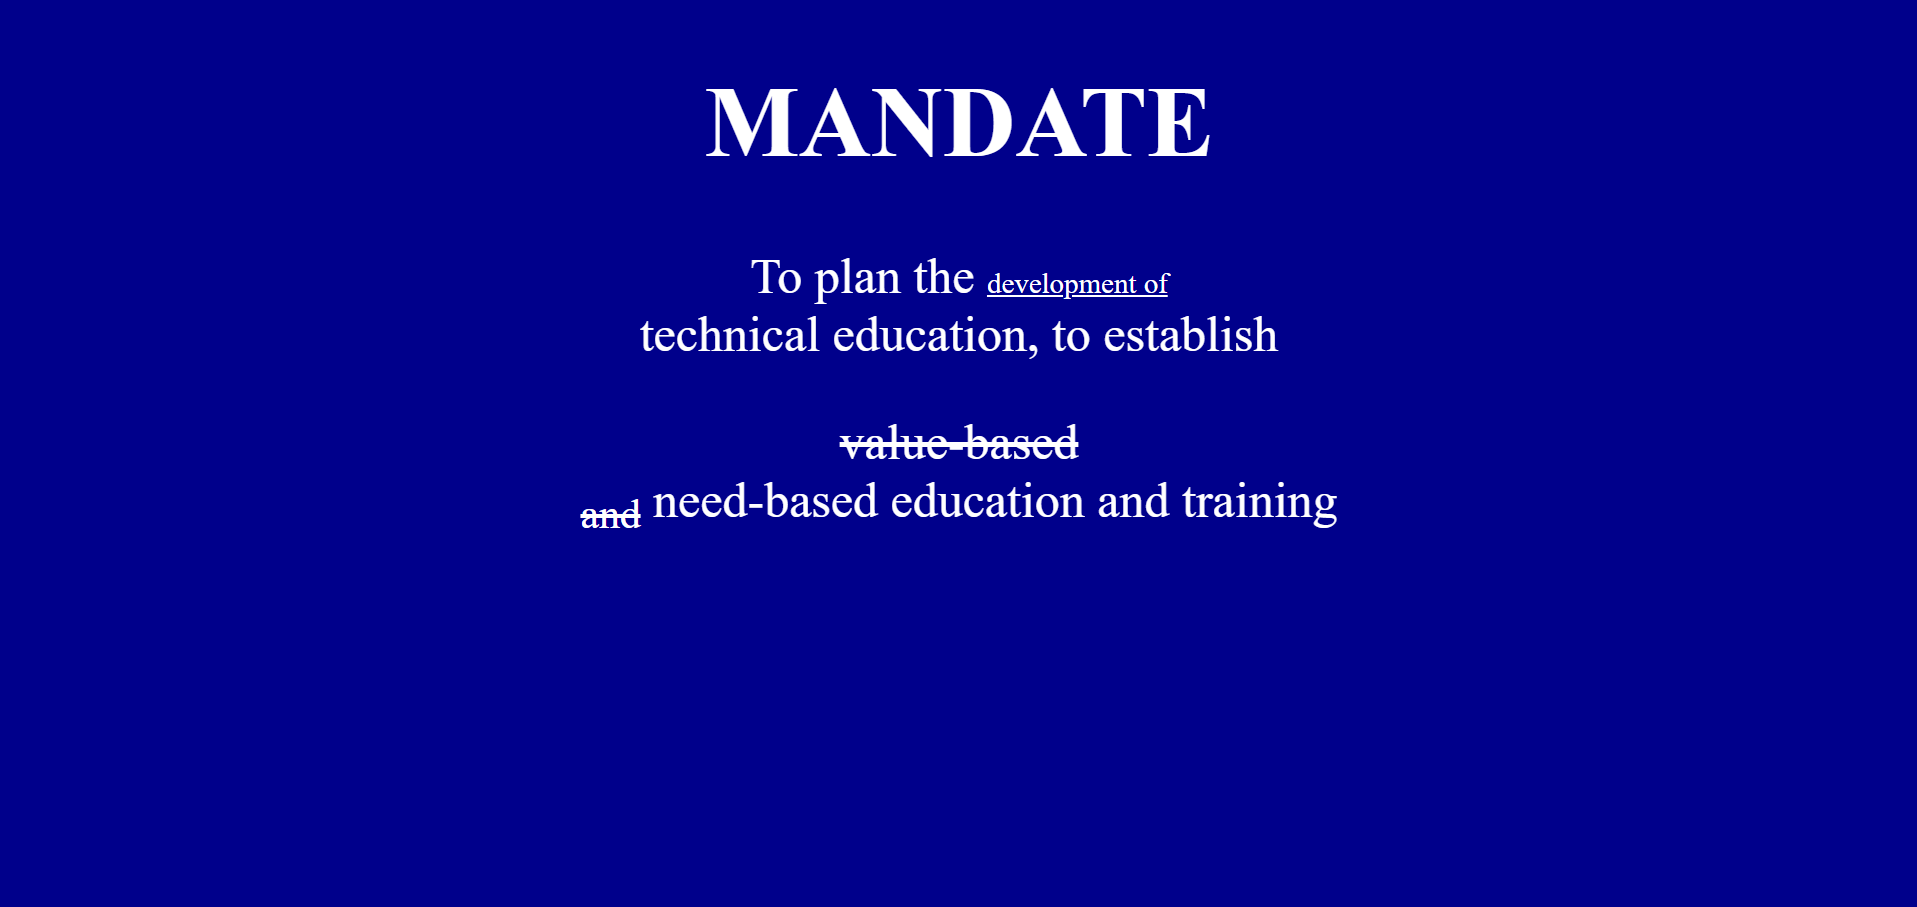 MANDATE
To plan the development of
technical education, to establish
value-based
and need-based education and training